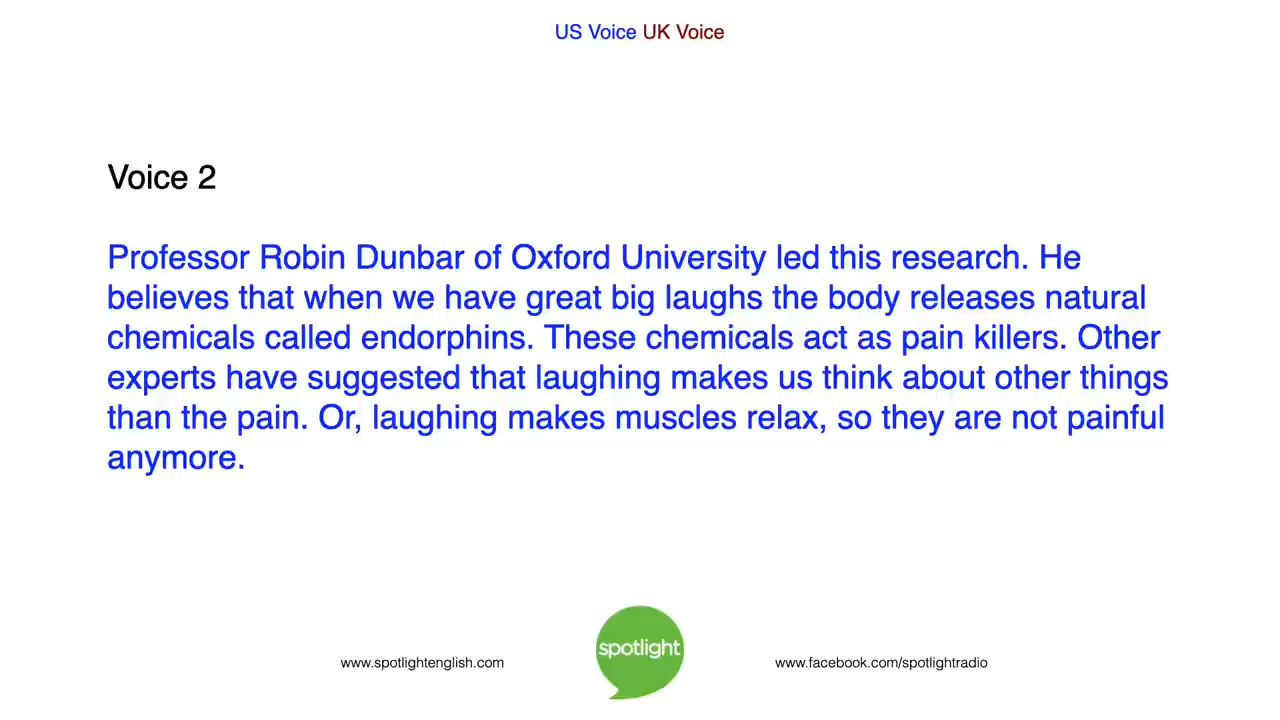 US Voice UK Voice
Voice 2
Professor Robin Dunbar of Oxford University led this research. He
believes that when we have great big laughs the body releases natural
chemicals called endorphins. These chemicals act as pain killers. Other
experts have suggested that laughing makes us think about other things
than the pain. Or, laughing makes muscles relax, so they are not painful
anymore.
www.spotlightenglish.com
spotlight
www.facebook.com/spotlightradio